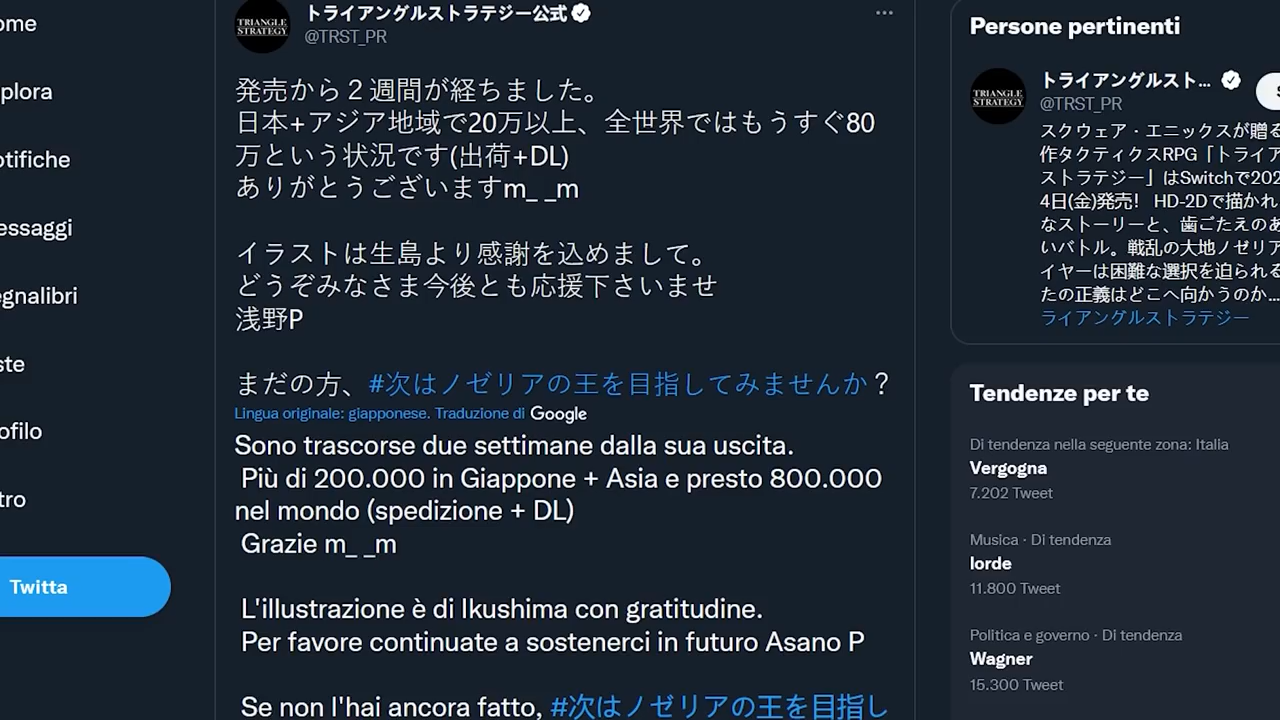 ome
plora
otifiche
essaggi
egnalibri
ste
ofilo
tro
Twitta
TRIANGLE STRATEGY
トライアングルストラテジー公式
@TRST_PR
発売から２週間が経ちました。
日本+アジア地域で20万以上、全世界ではもうすぐ80
万という状況です(出荷+DL)
ありがとうございますm_ _m
イラストは生島より感謝を込めまして。
どうぞみなさま今後とも応援下さいませ
浅野P
まだの方、#次はノゼリアの王を目指してみませんか？
Lingua originale: giapponese. Traduzione di Google
Sono trascorse due settimane dalla sua uscita.
Più di 200.000 in Giappone + Asia e presto 800.000
nel mondo (spedizione + DL)
Grazie m_ _m
L'illustrazione è di Ikushima con gratitudine.
Per favore continuate a sostenerci in futuro Asano P
Se non l'hai ancora fatto, #次はノゼリアの王を目指し
Persone pertinenti
TRIANGLE STRATEGY
トライアングルスト...
@TRST_PR
スクウェア・エニックスが贈る
作タクティクスRPG「トライア
ストラテジー」はSwitchで202
4日(金)発売！ HD-2Dで描かれ
なストーリーと、歯ごたえのあ
いバトル。戦乱の大地ノゼリア
イヤーは困難な選択を迫られる
たの正義はどこへ向かうのか...
ライアングルストラテジー
Tendenze per te
Di tendenza nella seguente zona: Italia
Vergogna
7.202 Tweet
Musica · Di tendenza
lorde
11.800 Tweet
Politica e governo · Di tendenza
Wagner
15.300 Tweet